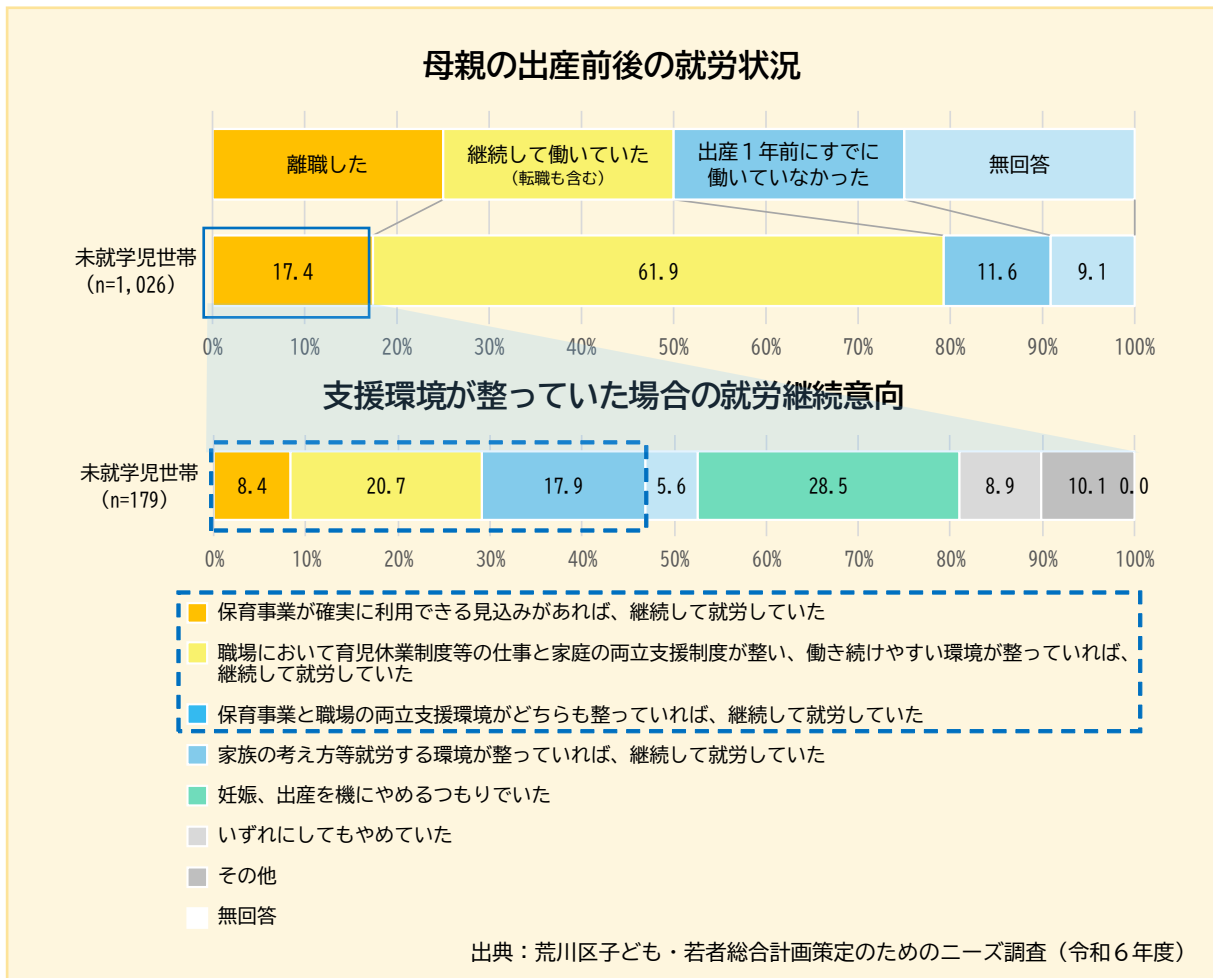 母親の出産前後の就労状況
離職した
継続して働いていた
（転職も含む）
出産１年前にすでに
働いていなかった
無回答
未就学児世帯
(n=1,026)
17.4
61.9
11.6
9.1
0%
10%
20%
30%
40%
50%
60%
70%
80%
90%
100%
支援環境が整っていた場合の就労継続意向
未就学児世帯
(n=179)
8.4
20.7
17.9
5.6
28.5
8.9
10.1
0.0
0%
10%
20%
30%
40%
50%
60%
70%
80%
90%
100%
保育事業が確実に利用できる見込みがあれば、継続して就労していた
職場において育児休業制度等の仕事と家庭の両立支援制度が整い、働き続けやすい環境が整っていれば、
継続して就労していた
保育事業と職場の両立支援環境がどちらも整っていれば、継続して就労していた
家族の考え方等就労する環境が整っていれば、継続して就労していた
妊娠、出産を機にやめるつもりでいた
いずれにしてもやめていた
その他
無回答
出典：荒川区子ども・若者総合計画策定のためのニーズ調査（令和６年度）